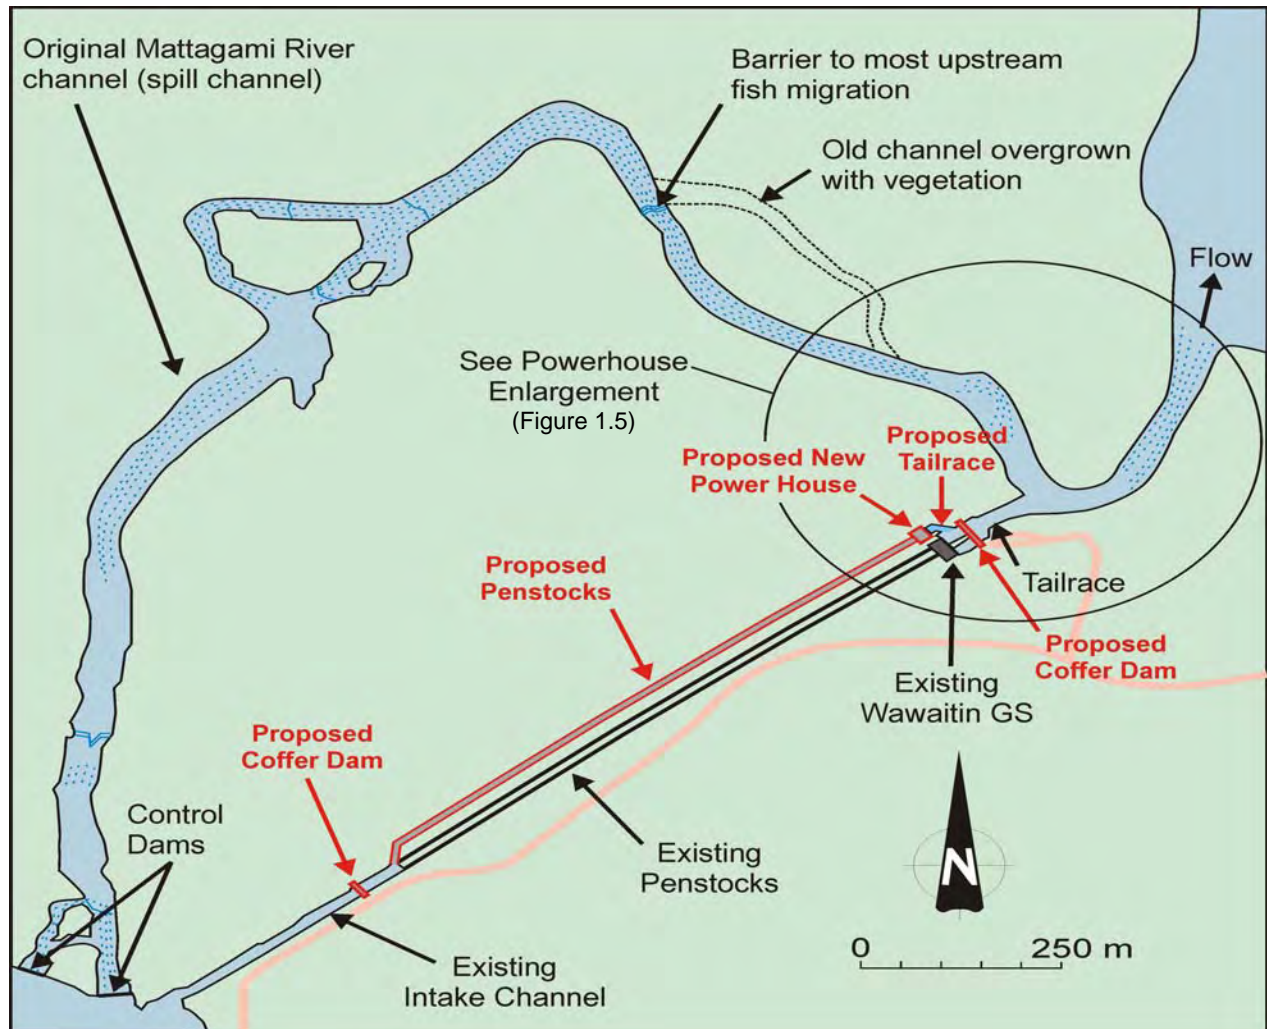 Original Mattagami River
channel (spill channel)
Barrier to most upstream
fish migration
Old channel overgrown
with vegetation
Flow
See Powerhouse
Enlargement
(Figure 1.5)
Proposed
Tailrace
Proposed New
Power House
Proposed
Penstocks
Tailrace
Proposed
Coffer Dam
Existing
Wawaitin GS
Proposed
Coffer Dam
Control
Dams
Existing
Penstocks
Existing
Intake Channel
N
0 250 m